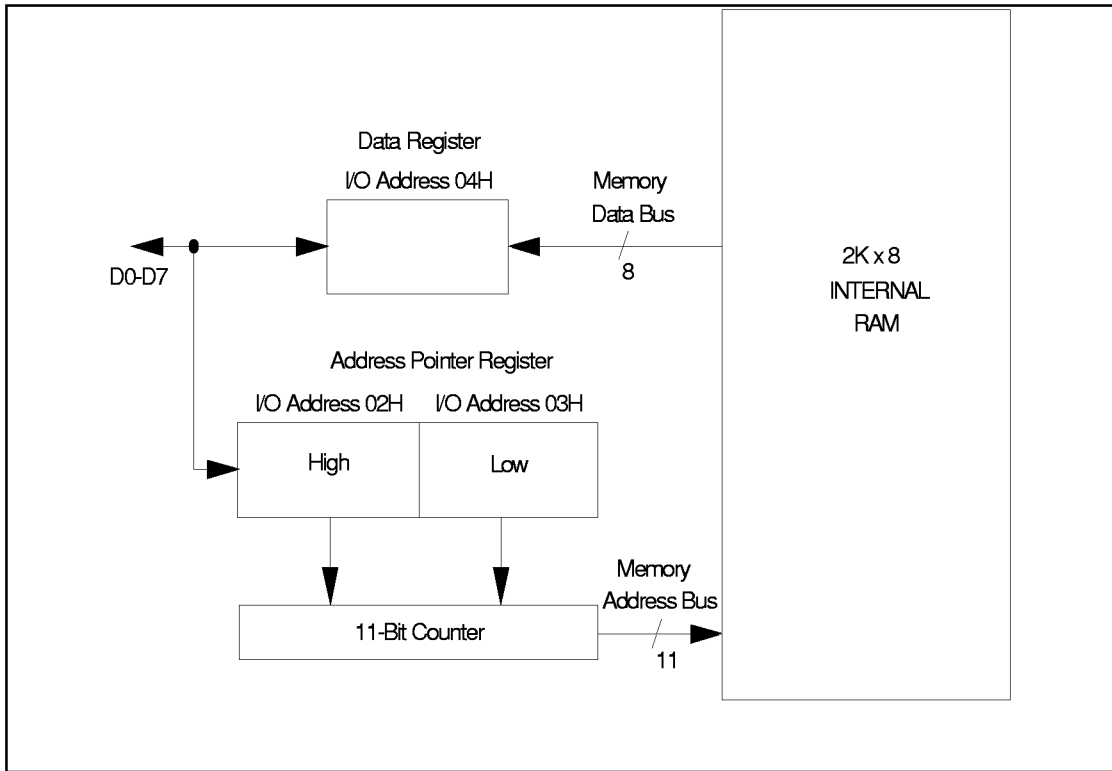 Data Register
I/O Address 04H
Memory
Data Bus
8
D0-D7
2K x 8
INTERNAL
RAM
Address Pointer Register
I/O Address 02H
I/O Address 03H
High
Low
11-Bit Counter
Memory
Address Bus
11